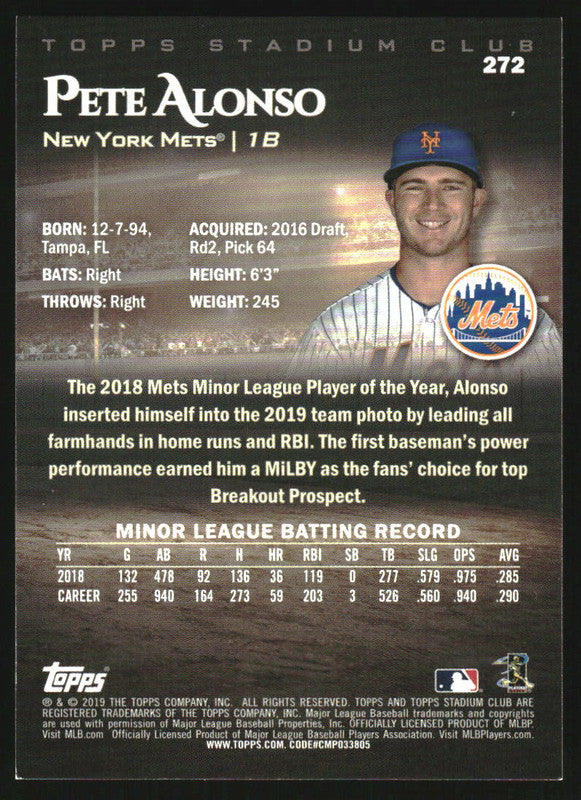 TOPPS STADIUM CLUB
272
PETE ALONSO
NEW YORK METS® | 1B
BORN: 12-7-94,
Tampa, FL
BATS: Right
THROWS: Right
ACQUIRED: 2016 Draft,
Rd2, Pick 64
HEIGHT: 6'3"
WEIGHT: 245
NY
Mets
The 2018 Mets Minor League Player of the Year, Alonso
inserted himself into the 2019 team photo by leading all
farmhands in home runs and RBI. The first baseman's power
performance earned him a MiLBY as the fans' choice for top
Breakout Prospect.
MINOR LEAGUE BATTING RECORD
YR G AB R H HR RBI SB TB SLG OPS AVG
2018 132 478 92 136 36 119 0 277 .579 .975 .285
CAREER 255 940 164 273 59 203 3 526 .560 .940 .290
topps
® & © 2019 THE TOPPS COMPANY, INC. ALL RIGHTS RESERVED. TOPPS AND TOPPS STADIUM CLUB ARE
REGISTERED TRADEMARKS OF THE TOPPS COMPANY, INC. Major League Baseball trademarks and copyrights
are used with permission of Major League Baseball Properties, Inc. OFFICIALLY LICENSED PRODUCT OF MLBP.
Visit MLB.com Officially Licensed Product of Major League Baseball Players Association. Visit MLBPlayers.com.
WWW.TOPPS.COM. CODE#CMP033805